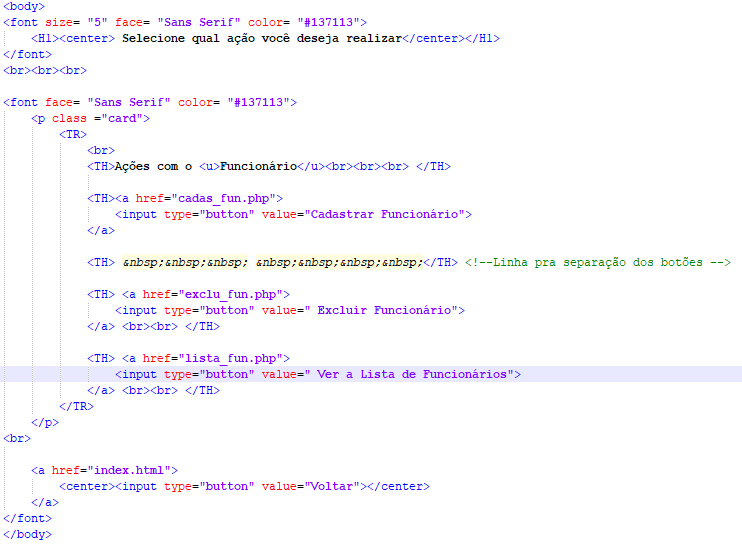 <body>
<font size= "5" face= "Sans Serif" color= "#137113">
<H1><center> Selecione qual ação você deseja realizar</center></H1>
</font>
<br><br><br>
<font face= "Sans Serif" color= "#137113">
<p class ="card">
<TR>
<br>
<TH>Ações com o <u>Funcionário</u><br><br><br> </TH>
<TH><a href="cadas_fun.php">
<input type="button" value="Cadastrar Funcionário">
</a>
<TH> &nbsp;&nbsp;&nbsp; &nbsp;&nbsp;&nbsp;&nbsp;</TH> <!--Linha pra separação dos botões -->
<TH> <a href="exclu_fun.php">
<input type="button" value=" Excluir Funcionário">
</a> <br><br> </TH>
<TH> <a href="lista_fun.php">
<input type="button" value=" Ver a Lista de Funcionários">
</a> <br><br> </TH>
</TR>
</p>
<br>
<a href="index.html">
<center><input type="button" value="Voltar"></center>
</a>
</font>
</body>